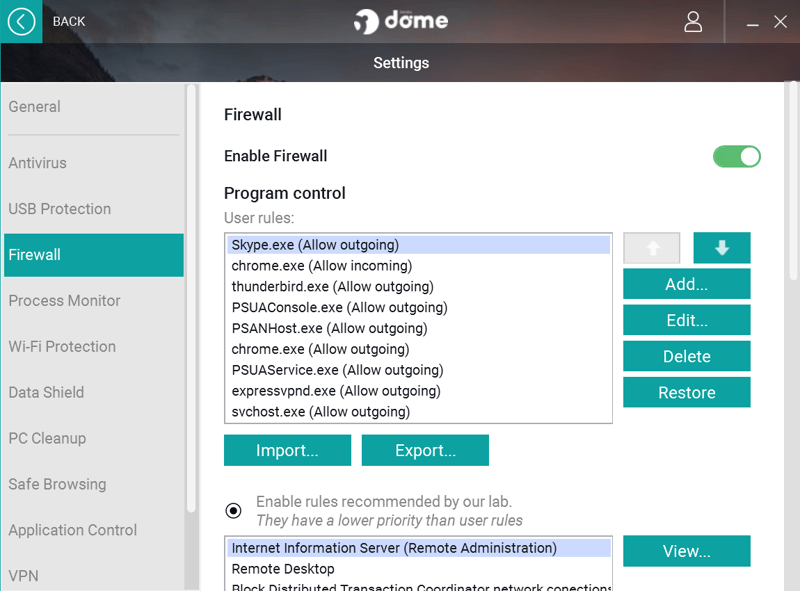 BACK
dome
Settings
General
Antivirus
USB Protection
Firewall
Process Monitor
Wi-Fi Protection
Data Shield
PC Cleanup
Safe Browsing
Application Control
VPN
Firewall
Enable Firewall
Program control
User rules:
Skype.exe (Allow outgoing)
chrome.exe (Allow incoming)
thunderbird.exe (Allow outgoing)
PSUAConsole.exe (Allow outgoing)
PSANHost.exe (Allow outgoing)
chrome.exe (Allow outgoing)
PSUAService.exe (Allow outgoing)
expressvpnd.exe (Allow outgoing)
svchost.exe (Allow outgoing)
Add...
Edit...
Delete
Restore
Import...
Export...
Enable rules recommended by our lab.
They have a lower priority than user rules
Internet Information Server (Remote Administration)
Remote Desktop
Block Distributed Transaction Coordinator network conections
View...